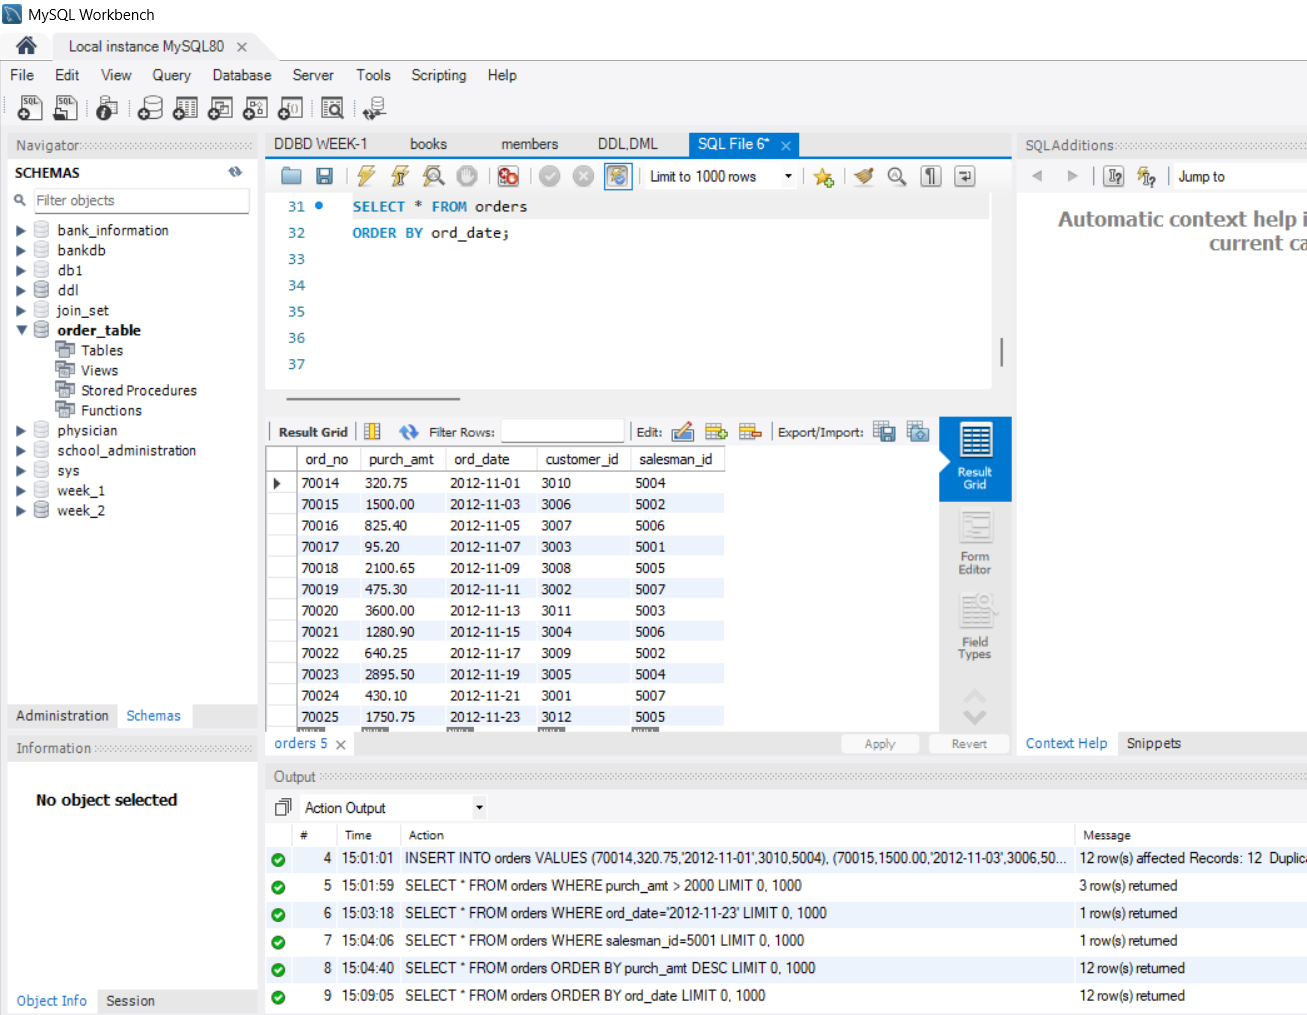 MySQL Workbench
Local instance MySQL80
File Edit View Query Database Server Tools Scripting Help
Navigator
SCHEMAS
Filter objects
bank_information
bankdb
db1
ddl
join_set
order_table
Tables
Views
Stored Procedures
Functions
physician
school_administration
sys
week_1
week_2
Administration Schemas
Information
No object selected
Object Info Session
DDBD WEEK-1 books members DDL,DML SQL File 6*
Limit to 1000 rows
31 SELECT * FROM orders
32 ORDER BY ord_date;
33
34
35
36
37
Result Grid Filter Rows: Edit: Export/Import:
ord_no purch_amt ord_date customer_id salesman_id
70014 320.75 2012-11-01 3010 5004
70015 1500.00 2012-11-03 3006 5002
70016 825.40 2012-11-05 3007 5006
70017 95.20 2012-11-07 3003 5001
70018 2100.65 2012-11-09 3008 5005
70019 475.30 2012-11-11 3002 5007
70020 3600.00 2012-11-13 3011 5003
70021 1280.90 2012-11-15 3004 5006
70022 640.25 2012-11-17 3009 5002
70023 2895.50 2012-11-19 3005 5004
70024 430.10 2012-11-21 3001 5007
70025 1750.75 2012-11-23 3012 5005
Result
Grid
Form
Editor
Field
Types
orders 5
Apply Revert
SQLAdditions
Jump to
Automatic context help i
current ca
Context Help Snippets
Output
Action Output
# Time Action Message
4 15:01:01 INSERT INTO orders VALUES (70014,320.75,'2012-11-01',3010,5004), (70015,1500.00,'2012-11-03',3006,50... 12 row(s) affected Records: 12 Duplica
5 15:01:59 SELECT * FROM orders WHERE purch_amt > 2000 LIMIT 0, 1000 3 row(s) returned
6 15:03:18 SELECT * FROM orders WHERE ord_date='2012-11-23' LIMIT 0, 1000 1 row(s) returned
7 15:04:06 SELECT * FROM orders WHERE salesman_id=5001 LIMIT 0, 1000 1 row(s) returned
8 15:04:40 SELECT * FROM orders ORDER BY purch_amt DESC LIMIT 0, 1000 12 row(s) returned
9 15:09:05 SELECT * FROM orders ORDER BY ord_date LIMIT 0, 1000 12 row(s) returned